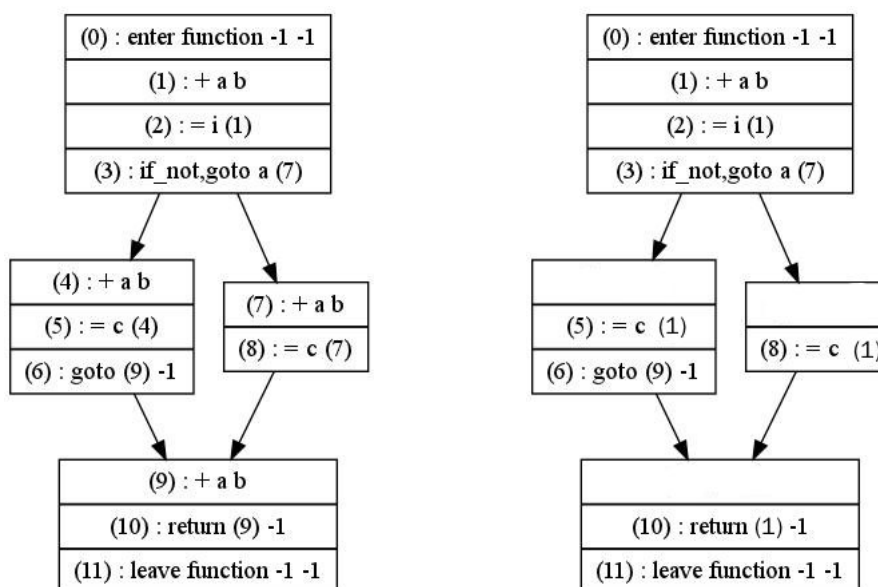 (0) : enter function -1 -1
(1) : + a b
(2) : = i (1)
(3) : if_not,goto a (7)
(4) : + a b
(5) : = c (4)
(6) : goto (9) -1
(7) : + a b
(8) : = c (7)
(9) : + a b
(10) : return (9) -1
(11) : leave function -1 -1
(0) : enter function -1 -1
(1) : + a b
(2) : = i (1)
(3) : if_not,goto a (7)
(5) : = c (1)
(6) : goto (9) -1
(8) : = c (1)
(10) : return (1) -1
(11) : leave function -1 -1